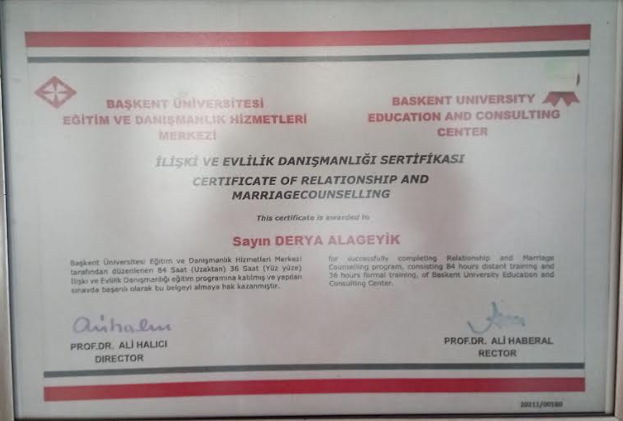 BAŞKENT ÜNİVERSİTESİ
EĞİTİM VE DANIŞMANLIK HİZMETLERİ
MERKEZİ
BASKENT UNIVERSITY
EDUCATION AND CONSULTING
CENTER
İLİŞKİ VE EVLİLİK DANIŞMANLIĞI SERTİFİKASI
CERTIFICATE OF RELATIONSHIP AND
MARRIAGECOUNSELLING
This certificate is awarded to
Sayın DERYA ALAGEYİK
Başkent Üniversitesi Eğitim ve Danışmanlık Hizmetleri Merkezi
tarafından düzenlenen 84 Saat (Uzaktan) 36 Saat (Yüz yüze)
İlişki ve Evlilik Danışmanlığı eğitim programına katılmış ve yapılan
sınavda başarılı olarak bu belgeyi almaya hak kazanmıştır.
for successfully completing Relationship and Marriage
Counselling program, consisting 84 hours distant training and
36 hours formal training, of Baskent University Education and
Consulting Center.
PROF.DR. ALİ HALICI
DIRECTOR
PROF.DR. ALİ HABERAL
RECTOR